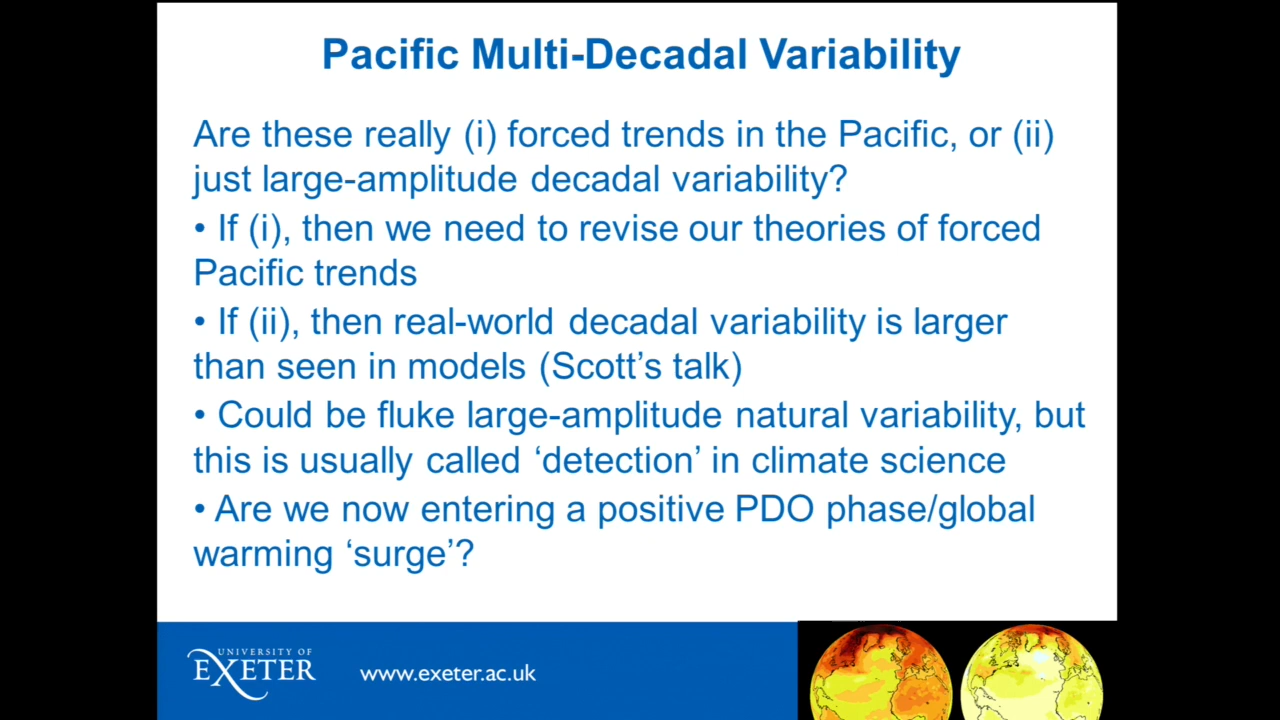 Pacific Multi-Decadal Variability
Are these really (i) forced trends in the Pacific, or (ii)
just large-amplitude decadal variability?
• If (i), then we need to revise our theories of forced
Pacific trends
• If (ii), then real-world decadal variability is larger
than seen in models (Scott’s talk)
• Could be fluke large-amplitude natural variability, but
this is usually called ‘detection’ in climate science
• Are we now entering a positive PDO phase/global
warming ‘surge’?
UNIVERSITY OF
EXETER
www.exeter.ac.uk